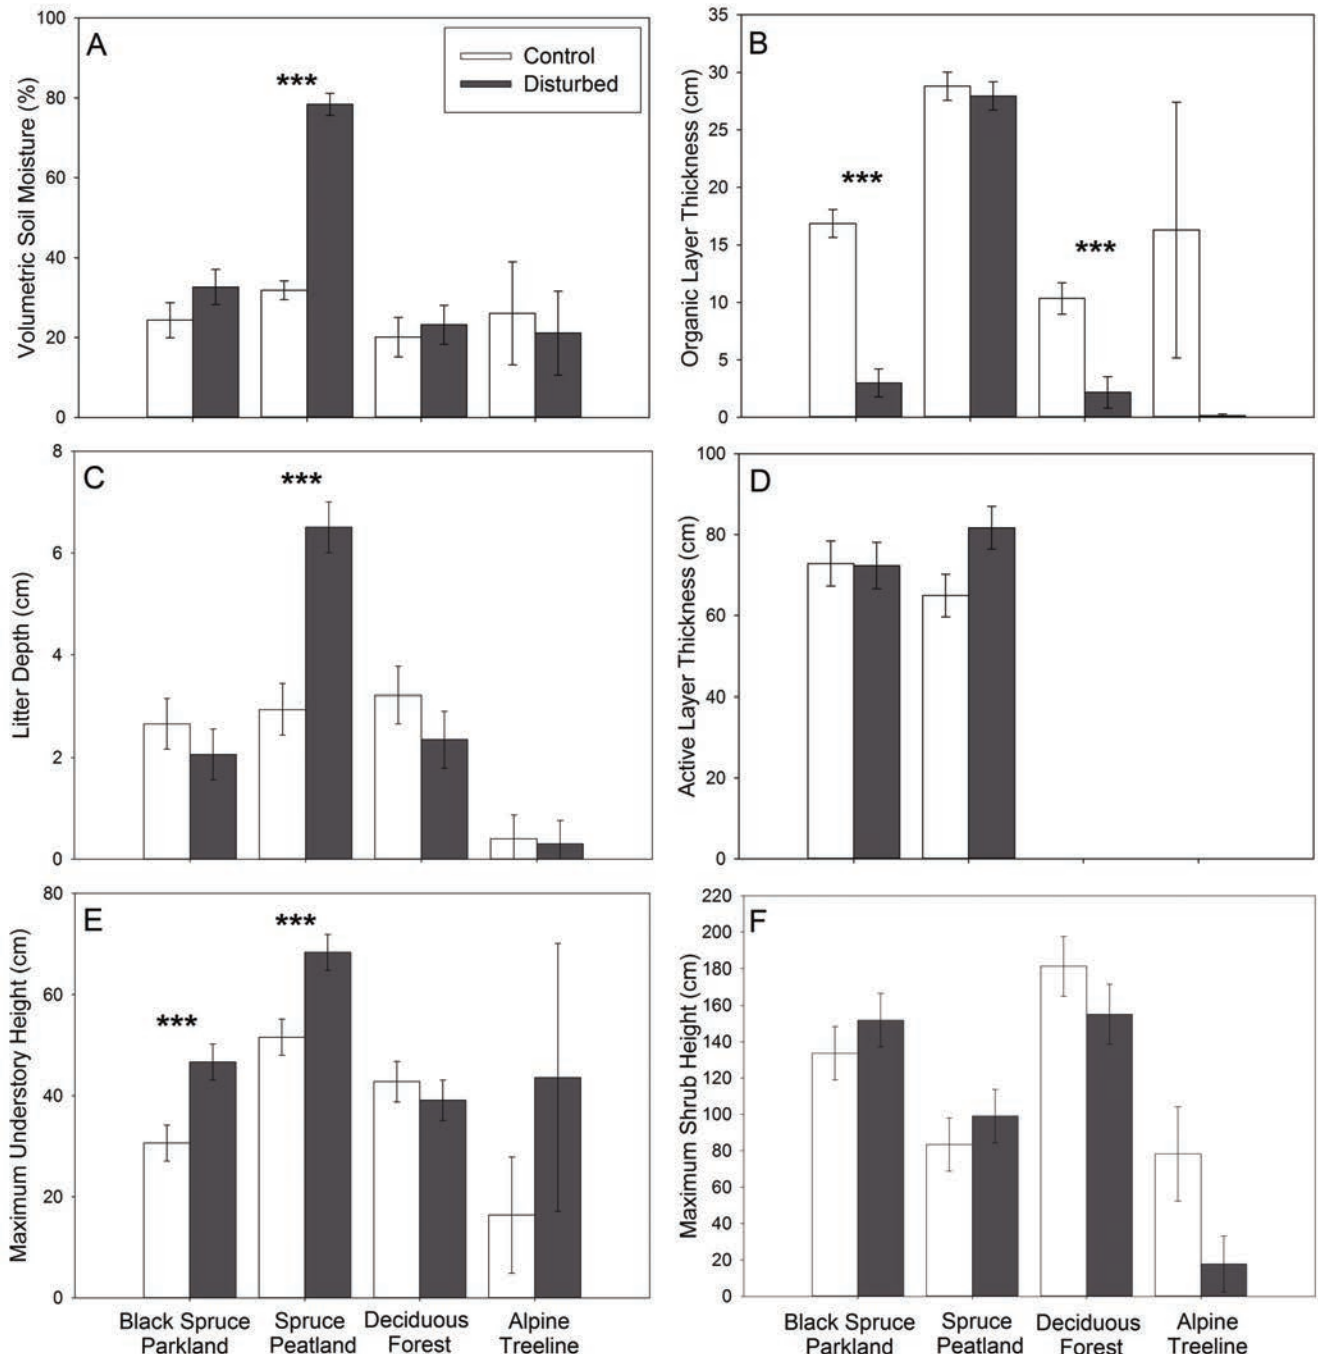 A
Control
Disturbed
***
Volumetric Soil Moisture (%)
100
80
60
40
20
0
B
***
***
Organic Layer Thickness (cm)
35
30
25
20
15
10
5
0
C
***
Litter Depth (cm)
8
6
4
2
0
D
Active Layer Thickness (cm)
100
80
60
40
20
0
E
***
***
Maximum Understory Height (cm)
80
60
40
20
0
Black Spruce
Parkland
Spruce
Peatland
Deciduous
Forest
Alpine
Treeline
F
Maximum Shrub Height (cm)
220
200
180
160
140
120
100
80
60
40
20
0
Black Spruce
Parkland
Spruce
Peatland
Deciduous
Forest
Alpine
Treeline